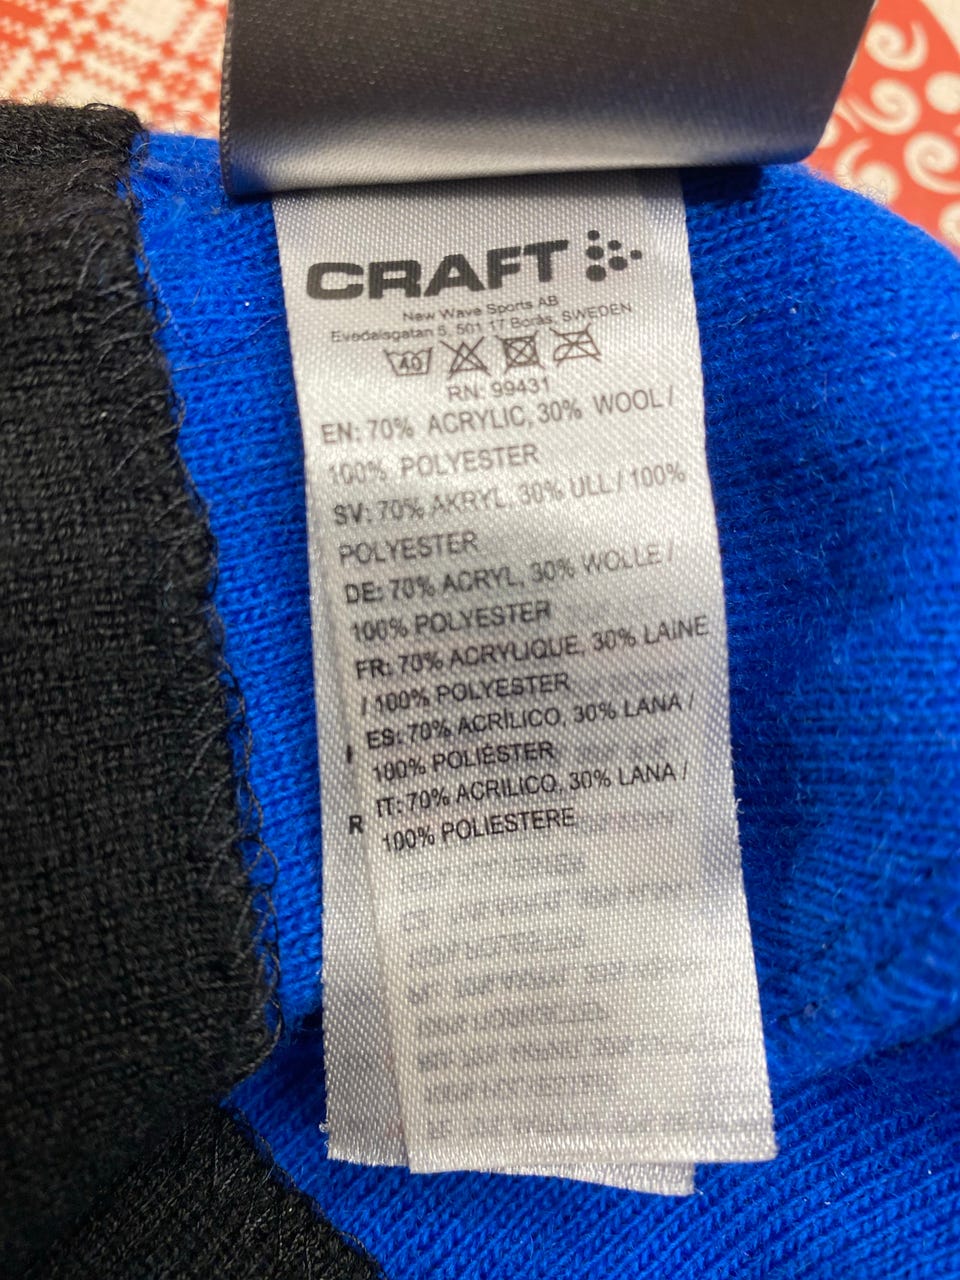 CRAFT
New Wave Sports AB
Evedalsgatan 5, 501 17 Borås, SWEDEN
40
RN: 99431
EN: 70% ACRYLIC, 30% WOOL /
100% POLYESTER
SV: 70% AKRYL, 30% ULL / 100%
POLYESTER
DE: 70% ACRYL, 30% WOLLE /
100% POLYESTER
FR: 70% ACRYLIQUE, 30% LAINE
/ 100% POLYESTER
ES: 70% ACRÍLICO, 30% LANA /
100% POLIÉSTER
IT: 70% ACRILICO, 30% LANA /
100% POLIESTERE
R